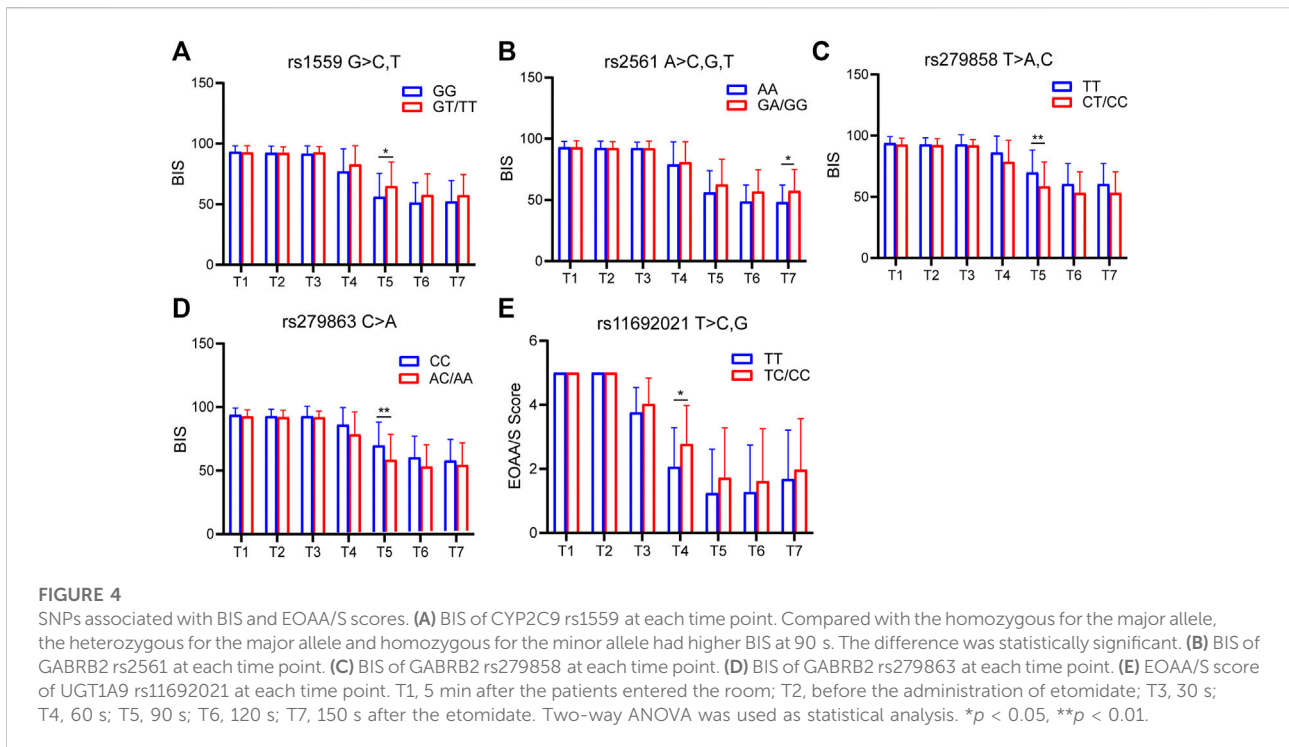 A
rs1559 G>C,T
GG
GT/TT
150
100
50
0
BIS
*
T1 T2 T3 T4 T5 T6 T7
B
rs2561 A>C,G,T
AA
GA/GG
150
100
50
0
BIS
*
T1 T2 T3 T4 T5 T6 T7
C
rs279858 T>A,C
TT
CT/CC
150
100
50
0
BIS
**
T1 T2 T3 T4 T5 T6 T7
D
rs279863 C>A
CC
AC/AA
150
100
50
0
BIS
**
T1 T2 T3 T4 T5 T6 T7
E
rs11692021 T>C,G
TT
TC/CC
6
4
2
0
EOAA/S Score
*
T1 T2 T3 T4 T5 T6 T7
FIGURE 4
SNPs associated with BIS and EOAA/S scores. (A) BIS of CYP2C9 rs1559 at each time point. Compared with the homozygous for the major allele,
the heterozygous for the major allele and homozygous for the minor allele had higher BIS at 90 s. The difference was statistically significant. (B) BIS of
GABRB2 rs2561 at each time point. (C) BIS of GABRB2 rs279858 at each time point. (D) BIS of GABRB2 rs279863 at each time point. (E) EOAA/S score
of UGT1A9 rs11692021 at each time point. T1, 5 min after the patients entered the room; T2, before the administration of etomidate; T3, 30 s;
T4, 60 s; T5, 90 s; T6, 120 s; T7, 150 s after the etomidate. Two-way ANOVA was used as statistical analysis. *p < 0.05, **p < 0.01.